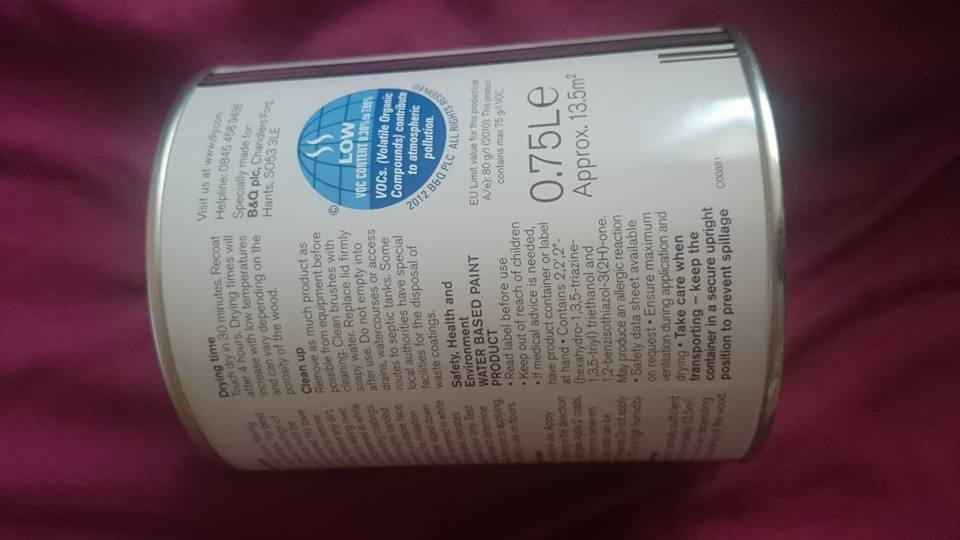 Drying time
Touch dry in 30 minutes. Recoat
after 4 hours. Drying times will
increase with low temperatures
and can vary depending on the
porosity of the wood.
Clean up
Remove as much product as
possible from equipment before
cleaning. Clean brushes with
soapy water. Replace lid firmly
after use. Do not empty into
drains, watercourses or access
routes to septic tanks. Some
local authorities have special
facilities for the disposal of
waste coatings.
Safety, Health and
Environment
WATER BASED PAINT
PRODUCT
• Read label before use
• Keep out of reach of children
• If medical advice is needed,
have product container or label
at hand • Contains 2,2',2"-
(hexahydro-1,3,5-triazine-
1,3,5-triyl) triethanol and
1,2-benzisothiazol-3(2H)-one.
May produce an allergic reaction
• Safety data sheet available
on request • Ensure maximum
ventilation during application and
drying • Take care when
transporting – keep the
container in a secure upright
position to prevent spillage
Visit us at www.diy.com
Helpline: 0845 458 9496
Specially made for:
B&Q plc, Chandlers Ford,
Hants, SO53 3LE
LOW
VOC CONTENT 0.30% to 7.99%
VOCs. (Volatile Organic
Compounds) contribute
to atmospheric
pollution.
© 2012 B&Q PLC ALL RIGHTS RESERVED
EU Limit value for this product (cat
A/e): 80 g/l (2010). This product
contains max 75 g/l VOC.
0.75L e
Approx. 13.5m²
C00881